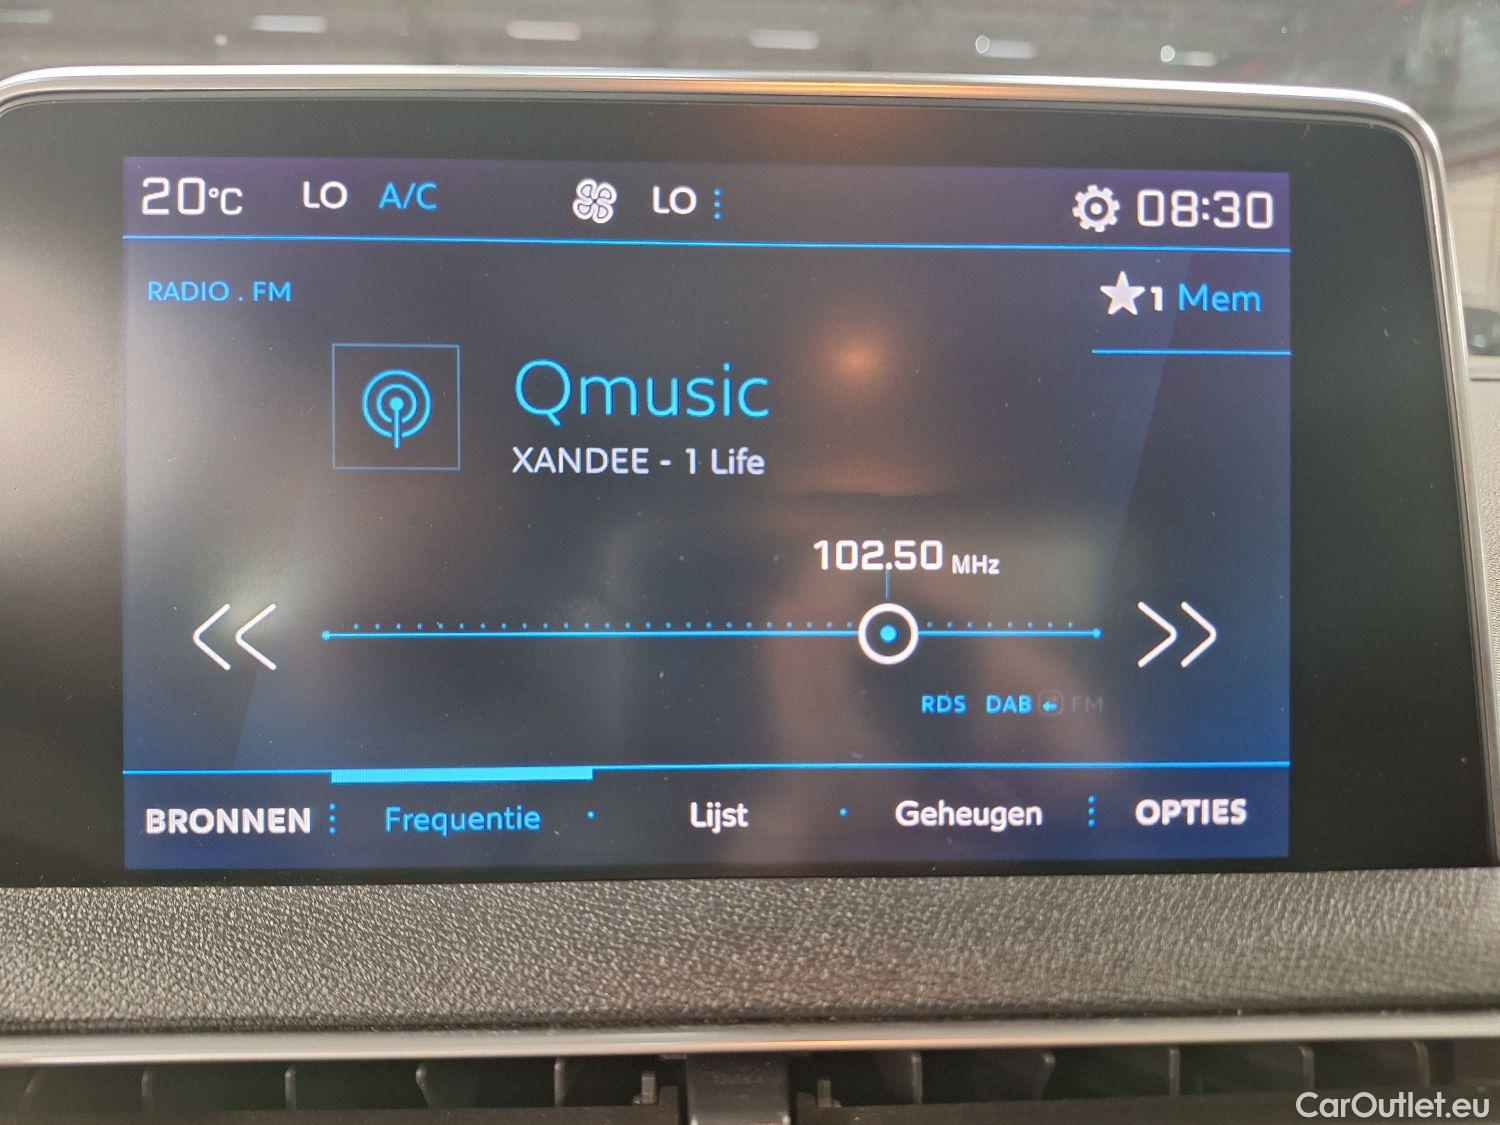 20°C LO A/C LO 08:30
RADIO . FM
1 Mem
Qmusic
XANDEE - 1 Life
102.50 MHz
RDS DAB FM
BRONNEN Frequentie Lijst Geheugen OPTIES
CarOutlet.eu